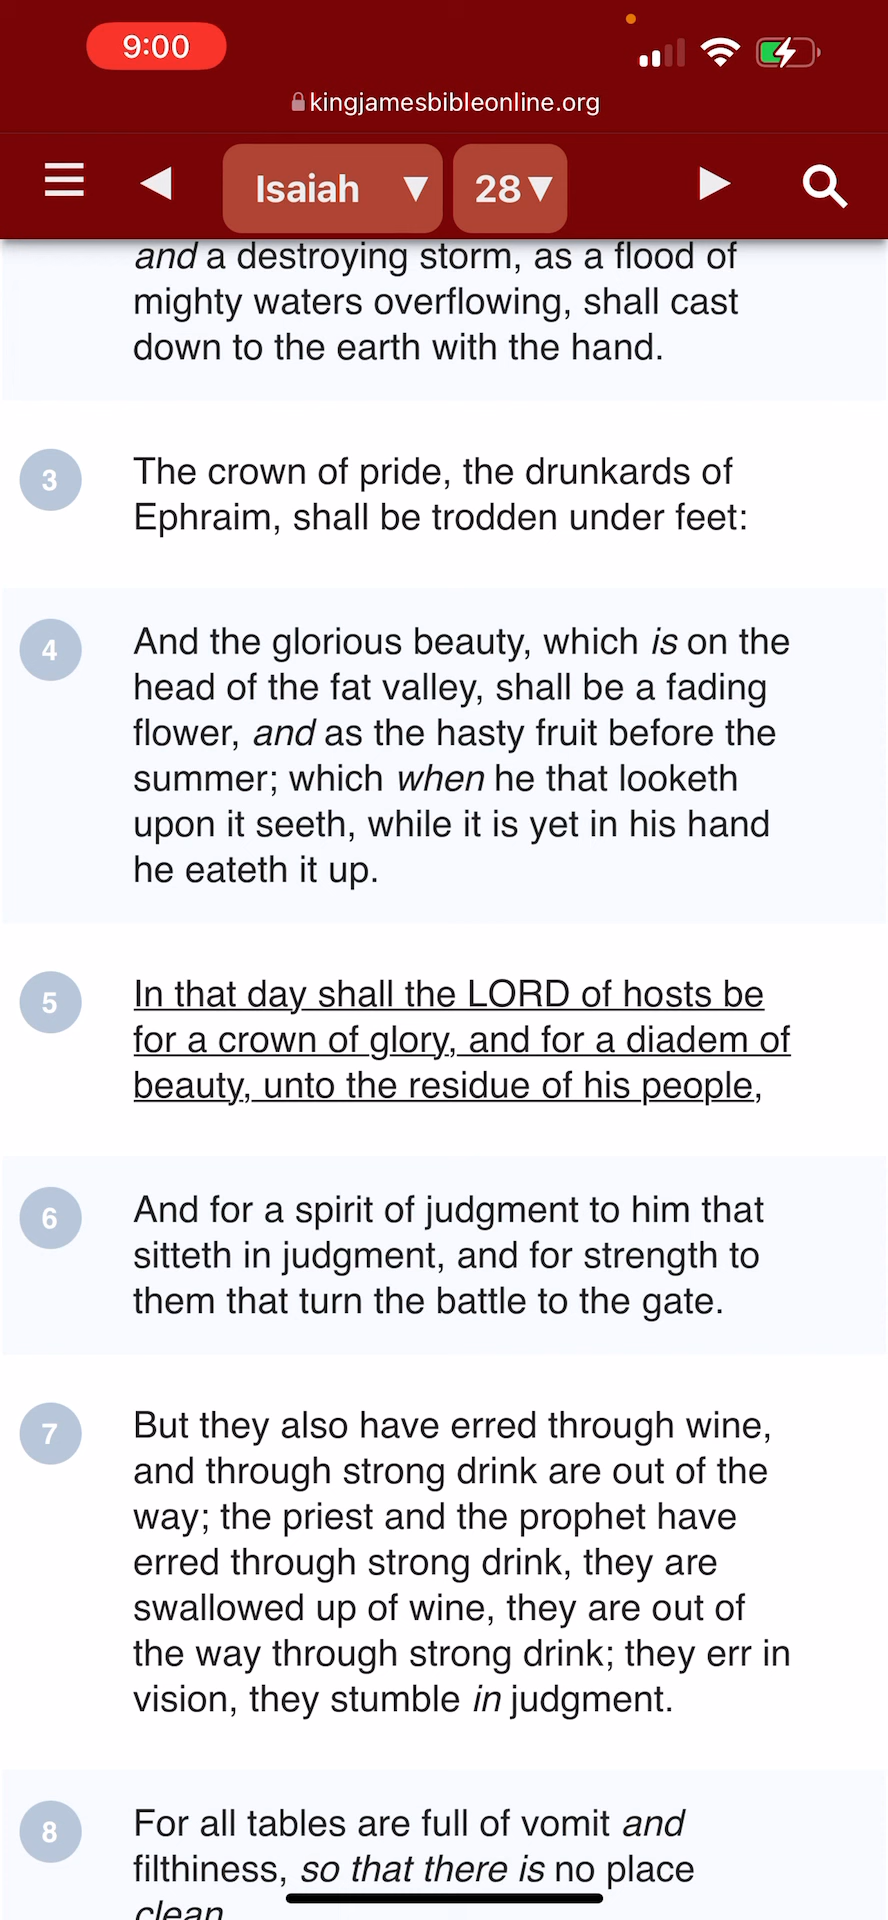 9:00
kingjamesbibleonline.org
Isaiah ▼ 28 ▼
and a destroying storm, as a flood of
mighty waters overflowing, shall cast
down to the earth with the hand.
3 The crown of pride, the drunkards of
Ephraim, shall be trodden under feet:
4 And the glorious beauty, which is on the
head of the fat valley, shall be a fading
flower, and as the hasty fruit before the
summer; which when he that looketh
upon it seeth, while it is yet in his hand
he eateth it up.
5 In that day shall the LORD of hosts be
for a crown of glory, and for a diadem of
beauty, unto the residue of his people,
6 And for a spirit of judgment to him that
sitteth in judgment, and for strength to
them that turn the battle to the gate.
7 But they also have erred through wine,
and through strong drink are out of the
way; the priest and the prophet have
erred through strong drink, they are
swallowed up of wine, they are out of
the way through strong drink; they err in
vision, they stumble in judgment.
8 For all tables are full of vomit and
filthiness, so that there is no place
clean